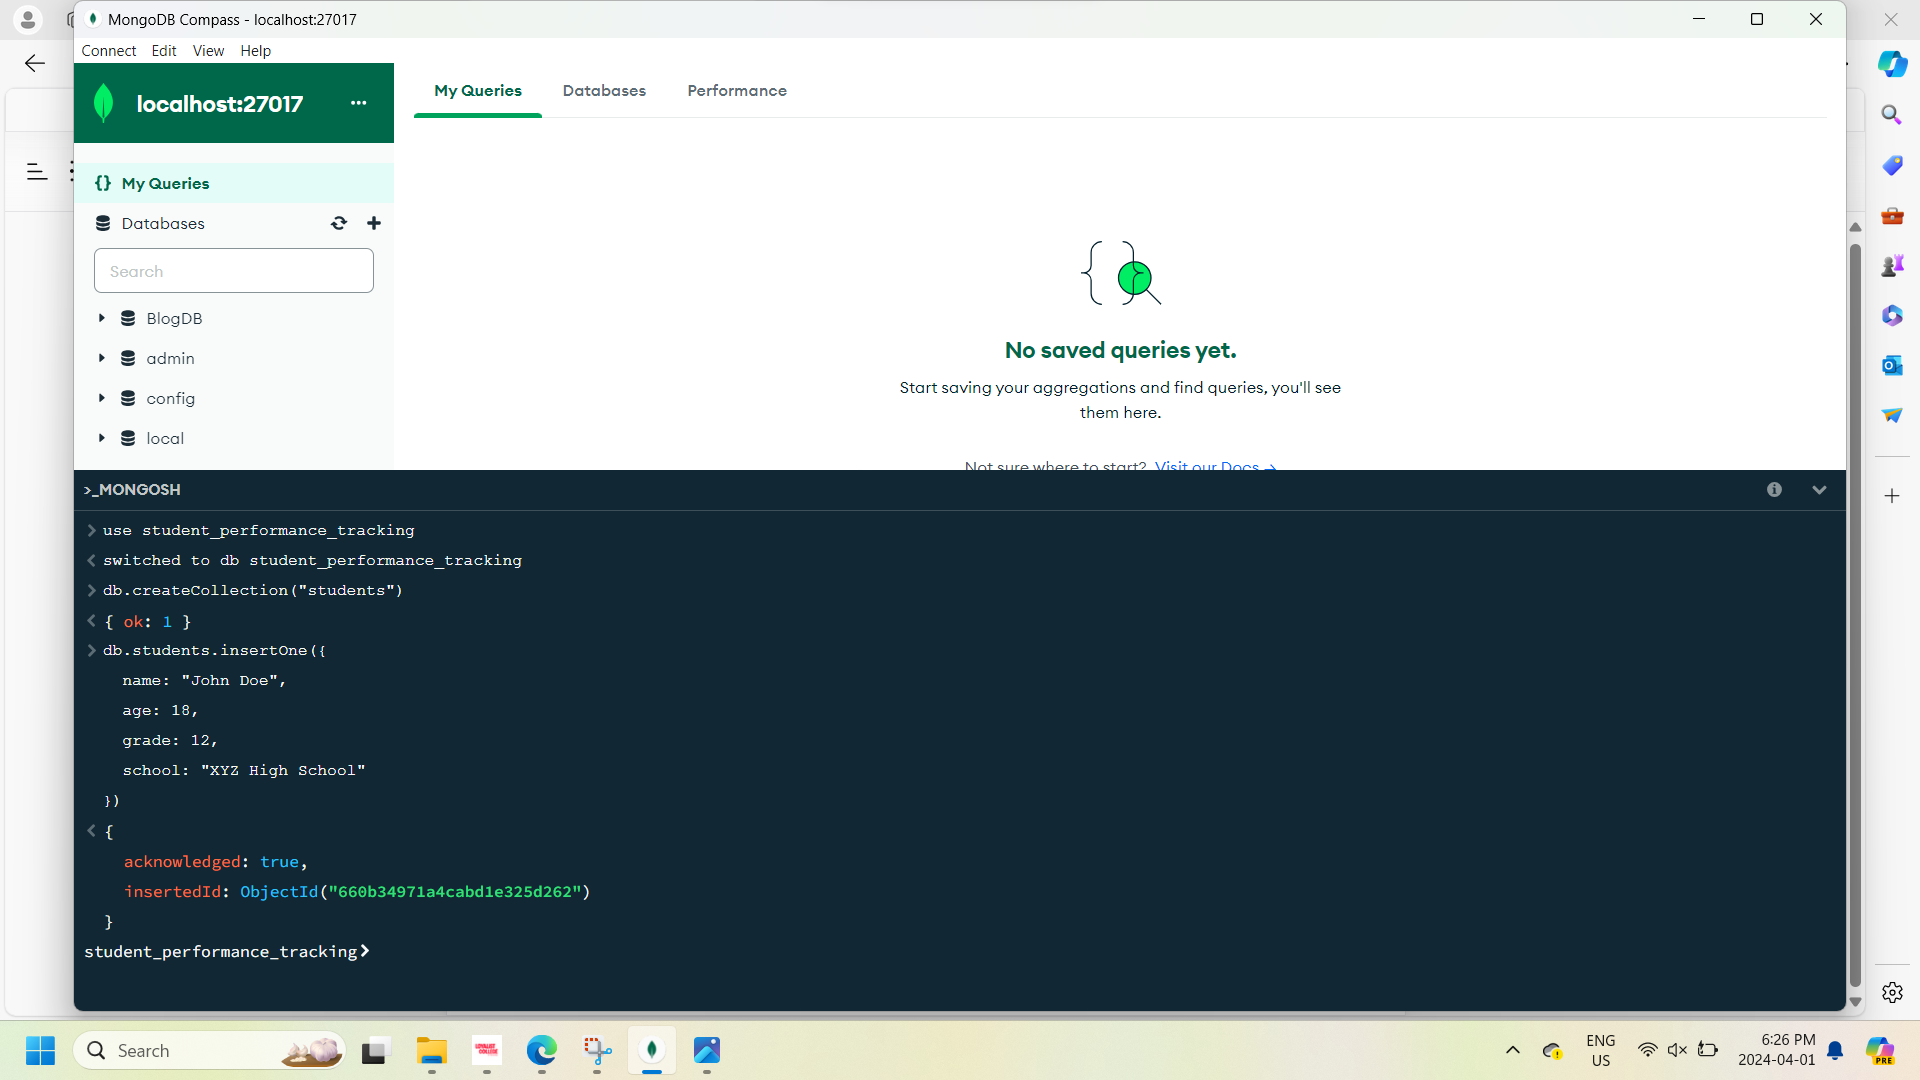 MongoDB Compass - localhost:27017
Connect Edit View Help
localhost:27017 ...
My Queries Databases Performance
{} My Queries
Databases
Search
BlogDB
admin
config
local
No saved queries yet.
Start saving your aggregations and find queries, you'll see
them here.
Not sure where to start? Visit our Docs →
>_MONGOSH
use student_performance_tracking
switched to db student_performance_tracking
db.createCollection("students")
{ ok: 1 }
db.students.insertOne({
name: "John Doe",
age: 18,
grade: 12,
school: "XYZ High School"
})
{
acknowledged: true,
insertedId: ObjectId("660b34971a4cabd1e325d262")
}
student_performance_tracking>
Search
LOYALIST
COLLEGE
ENG
US
6:26 PM
2024-04-01
PRE